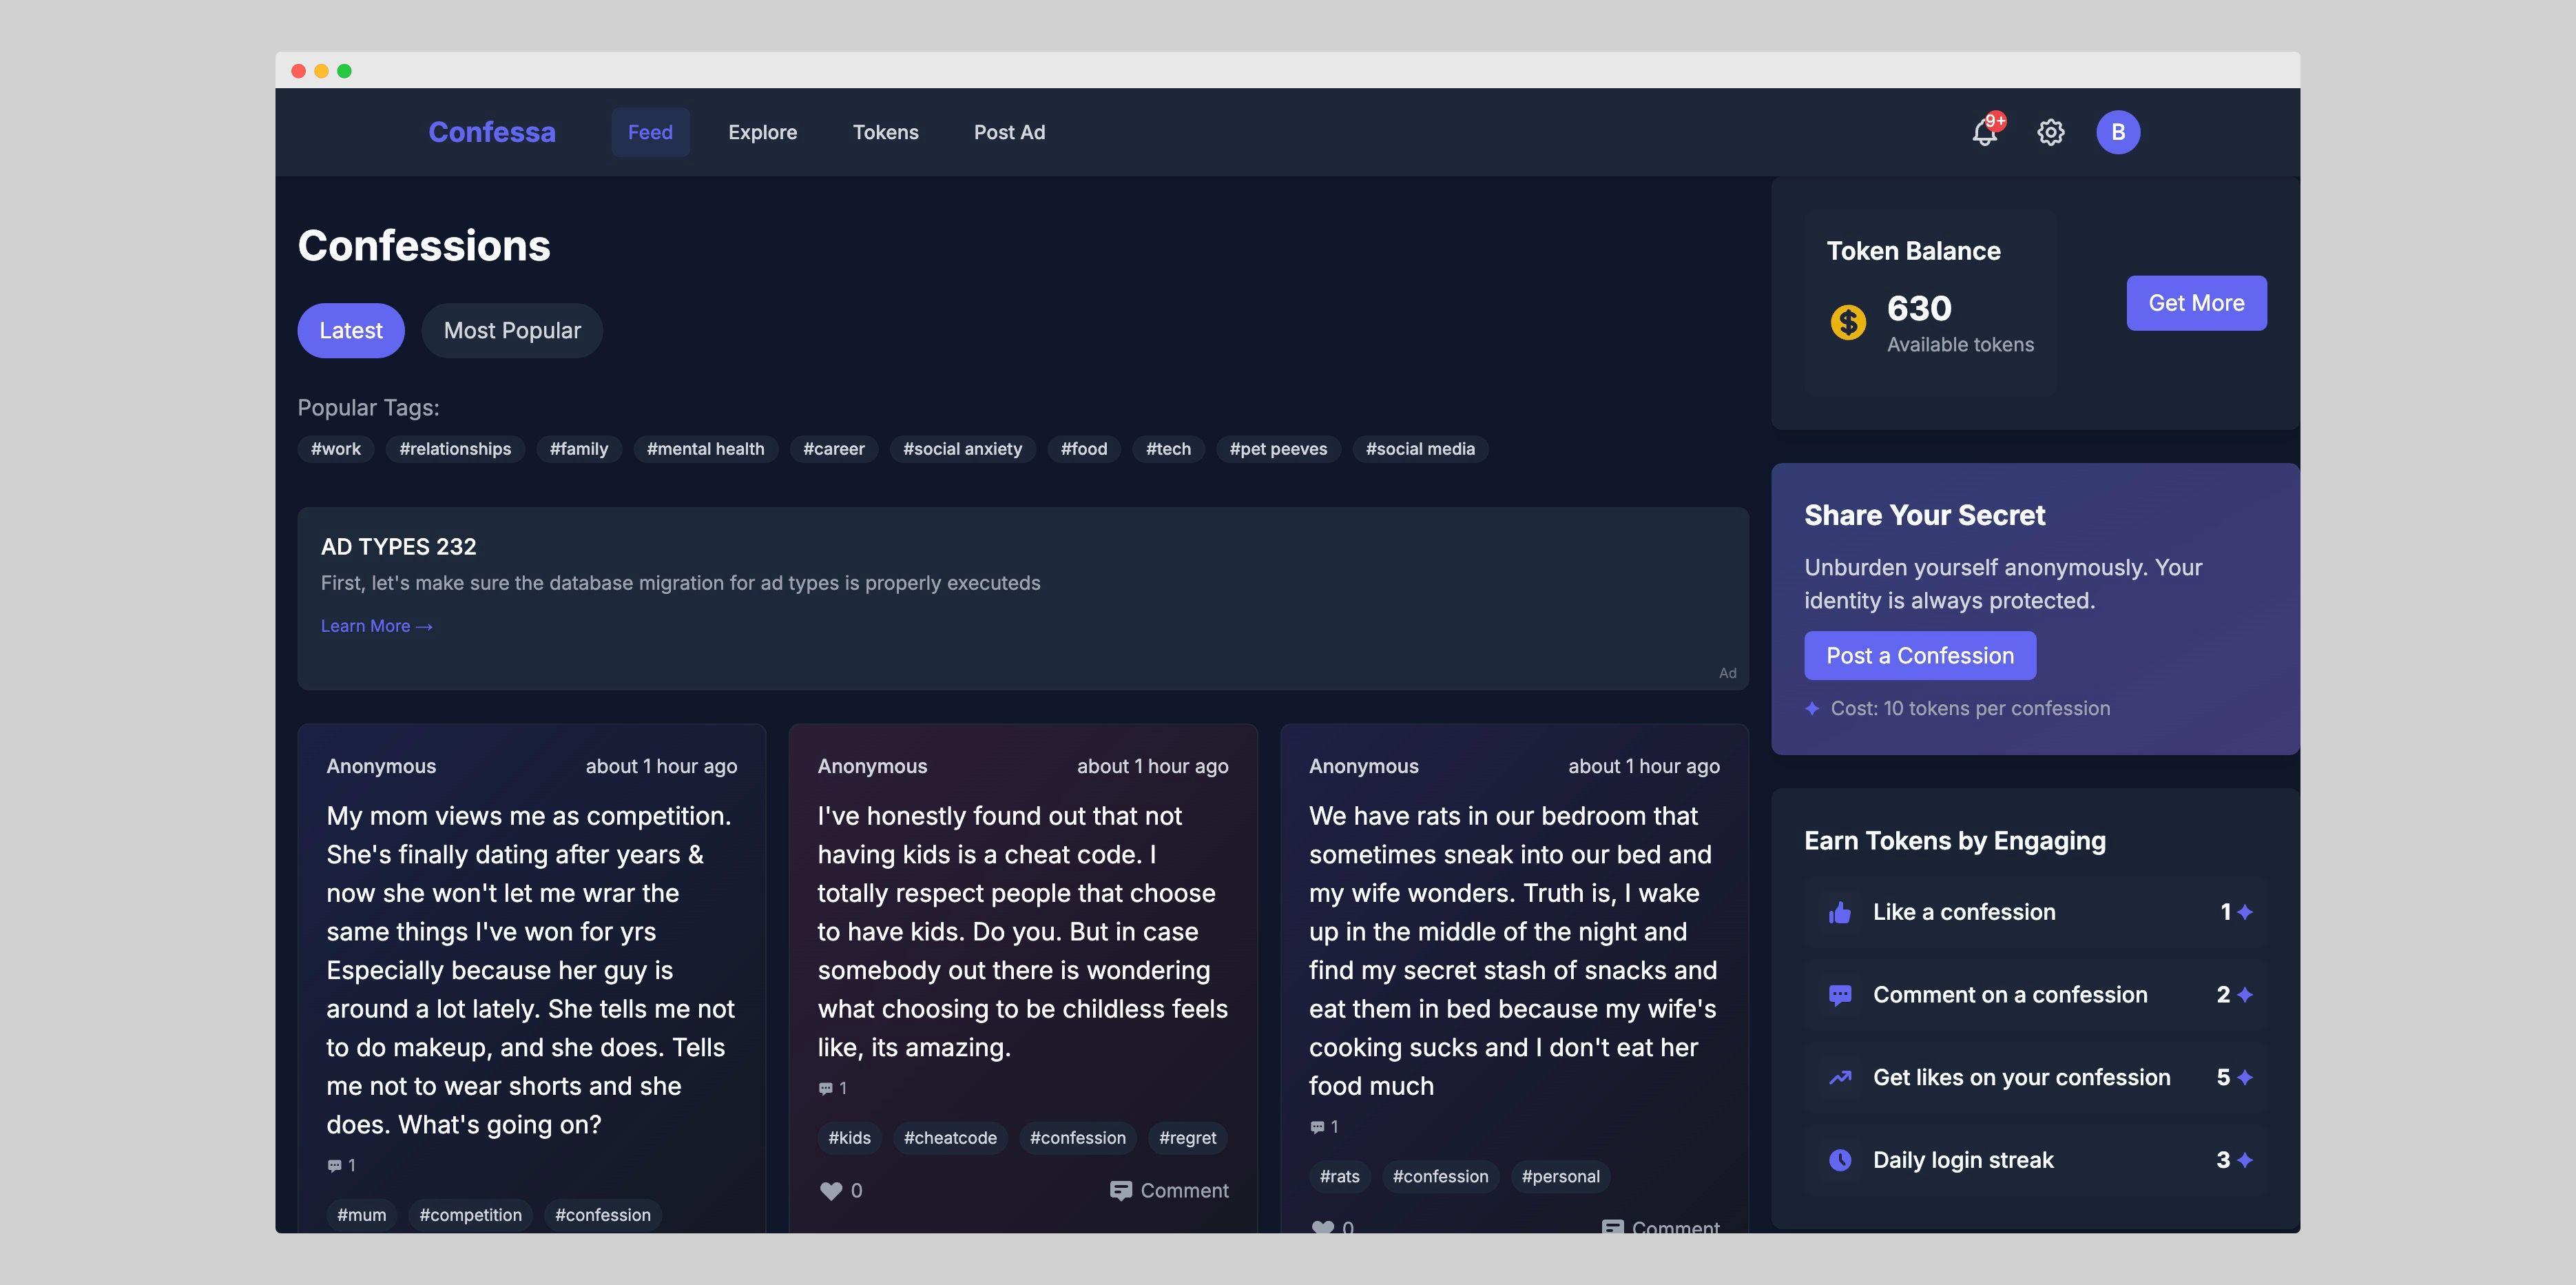 Confessa
Feed
Explore
Tokens
Post Ad
9+
B
Confessions
Latest
Most Popular
Popular Tags:
#work
#relationships
#family
#mental health
#career
#social anxiety
#food
#tech
#pet peeves
#social media
AD TYPES 232
First, let's make sure the database migration for ad types is properly executeds
Learn More →
Ad
Anonymous
about 1 hour ago
My mom views me as competition.
She's finally dating after years &
now she won't let me wrar the
same things I've won for yrs
Especially because her guy is
around a lot lately. She tells me not
to do makeup, and she does. Tells
me not to wear shorts and she
does. What's going on?
1
#mum
#competition
#confession
Anonymous
about 1 hour ago
I've honestly found out that not
having kids is a cheat code. I
totally respect people that choose
to have kids. Do you. But in case
somebody out there is wondering
what choosing to be childless feels
like, its amazing.
1
#kids
#cheatcode
#confession
#regret
0
Comment
Anonymous
about 1 hour ago
We have rats in our bedroom that
sometimes sneak into our bed and
my wife wonders. Truth is, I wake
up in the middle of the night and
find my secret stash of snacks and
eat them in bed because my wife's
cooking sucks and I don't eat her
food much
1
#rats
#confession
#personal
0
Comment
Token Balance
$
630
Available tokens
Get More
Share Your Secret
Unburden yourself anonymously. Your
identity is always protected.
Post a Confession
Cost: 10 tokens per confession
Earn Tokens by Engaging
Like a confession
1
Comment on a confession
2
Get likes on your confession
5
Daily login streak
3